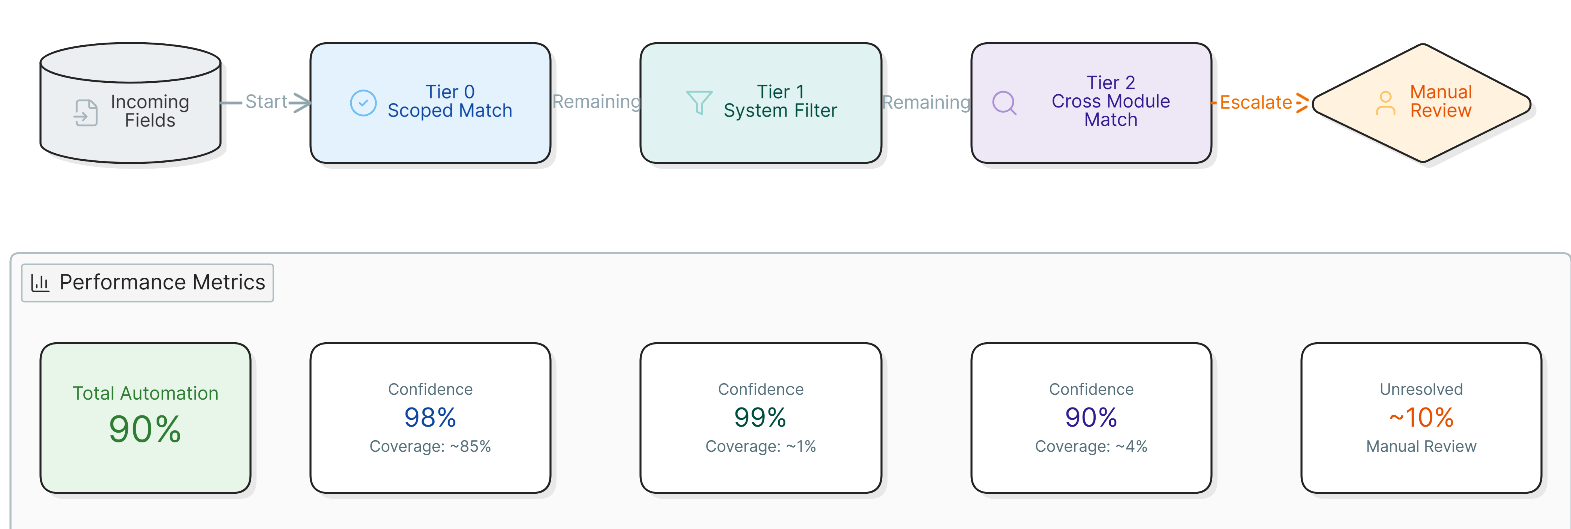 Incoming
Fields
Start
Tier 0
Scoped Match
Remaining
Tier 1
System Filter
Remaining
Tier 2
Cross Module
Match
Escalate
Manual
Review
Performance Metrics
Total Automation
90%
Confidence
98%
Coverage: ~85%
Confidence
99%
Coverage: ~1%
Confidence
90%
Coverage: ~4%
Unresolved
~10%
Manual Review